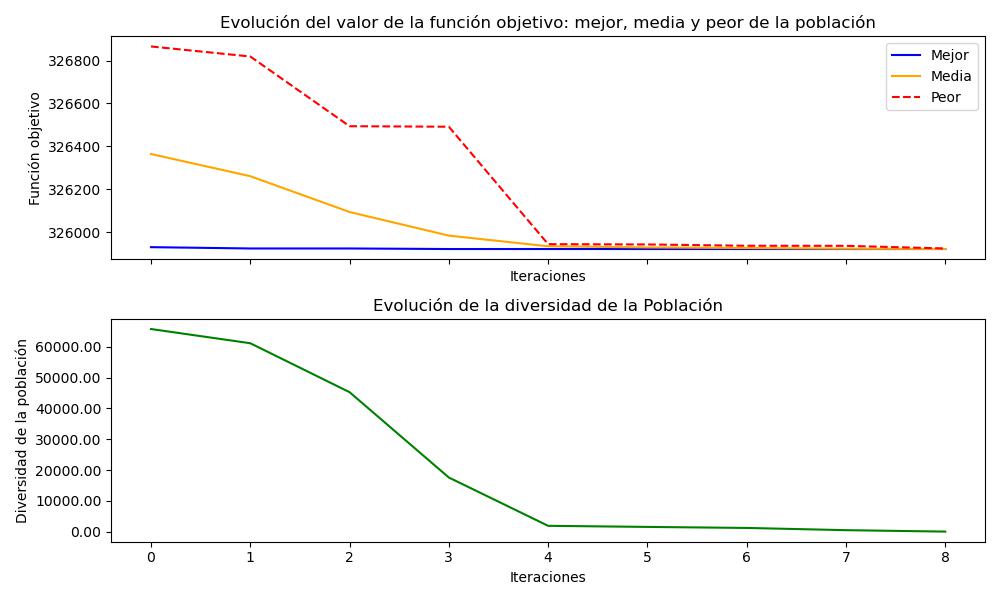 Evolución del valor de la función objetivo: mejor, media y peor de la población
Función objetivo
326800
326600
326400
326200
326000
Mejor
Media
Peor
Iteraciones
Evolución de la diversidad de la Población
Diversidad de la población
60000.00
50000.00
40000.00
30000.00
20000.00
10000.00
0.00
0 1 2 3 4 5 6 7 8
Iteraciones